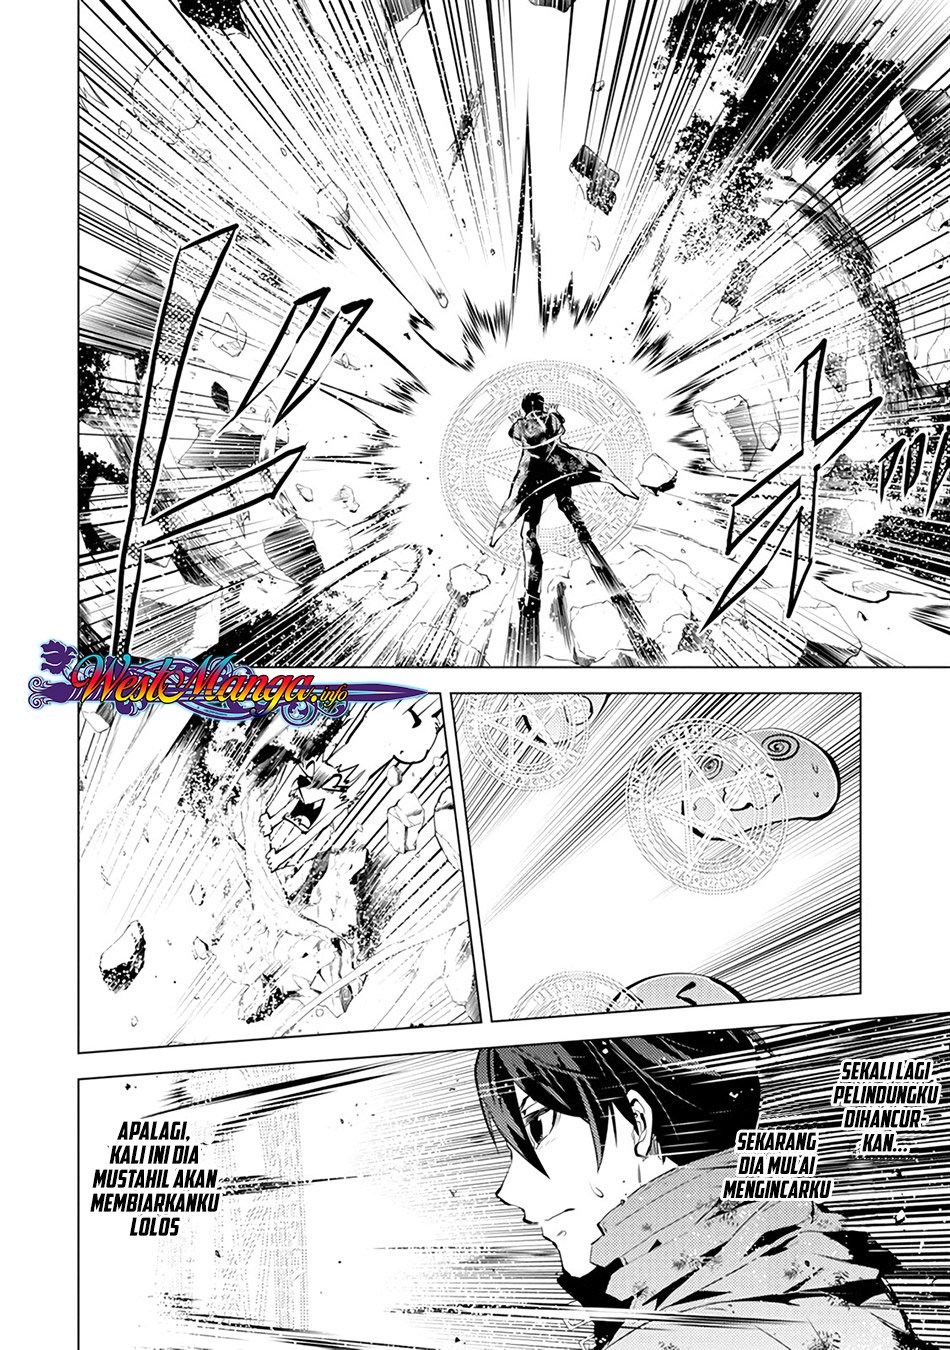 WestManga.info
SEKALI LAGI
PELINDUNGKU
DIHANCUR-
KAN...
SEKARANG
DIA MULAI
MENGINCARKU
APALAGI,
KALI INI DIA
MUSTAHIL AKAN
MEMBIARKANKU
LOLOS